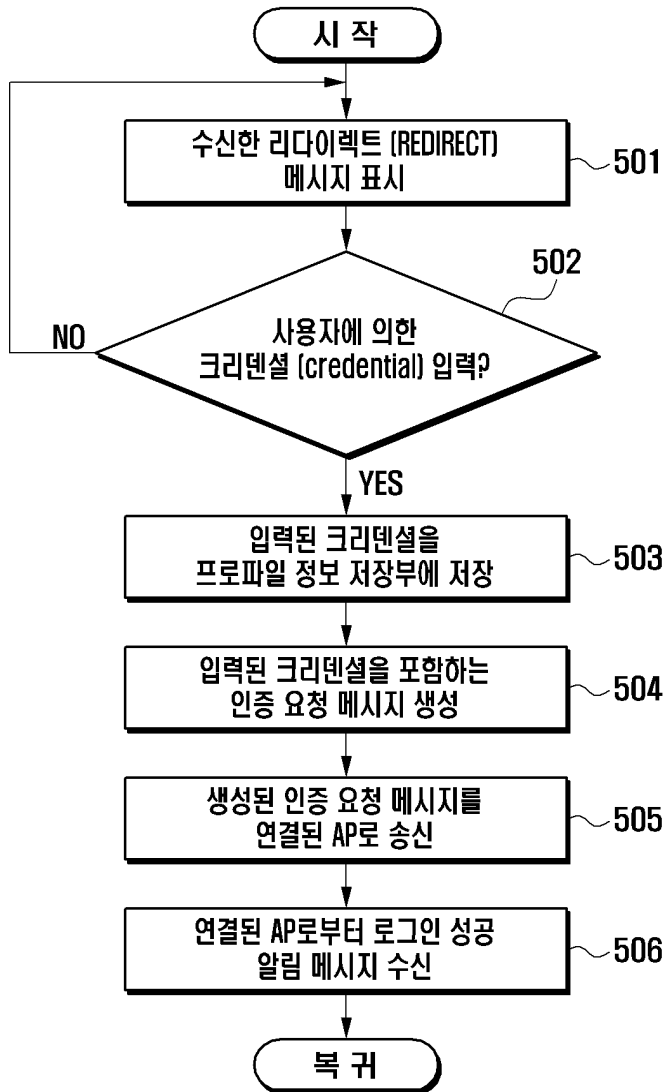 시 작
수신한 리다이렉트 (REDIRECT)
메시지 표시
501
502
사용자에 의한
크리덴셜 (credential) 입력?
NO
YES
입력된 크리덴셜을
프로파일 정보 저장부에 저장
503
입력된 크리덴셜을 포함하는
인증 요청 메시지 생성
504
생성된 인증 요청 메시지를
연결된 AP로 송신
505
연결된 AP로부터 로그인 성공
알림 메시지 수신
506
복 귀